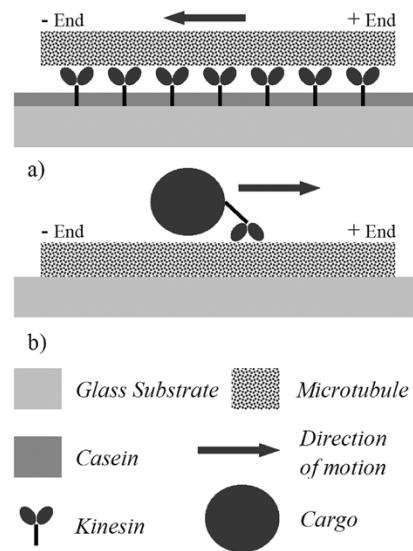 - End + End
a)
- End + End
b)
Glass Substrate Microtubule
Casein Direction
of motion
Kinesin Cargo